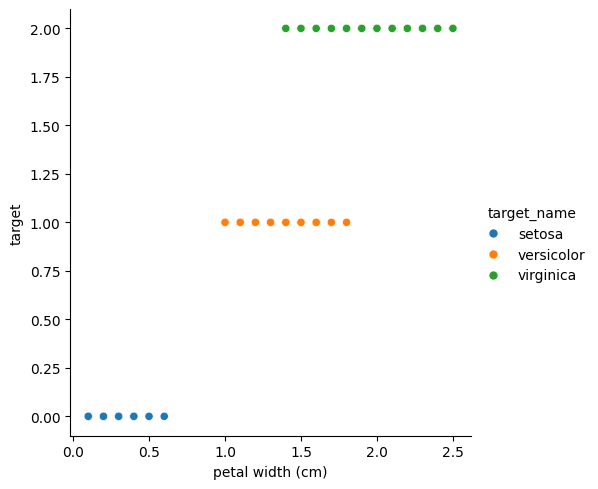 2.00
1.75
1.50
1.25
1.00
0.75
0.50
0.25
0.00
target
0.0 0.5 1.0 1.5 2.0 2.5
petal width (cm)
target_name
setosa
versicolor
virginica